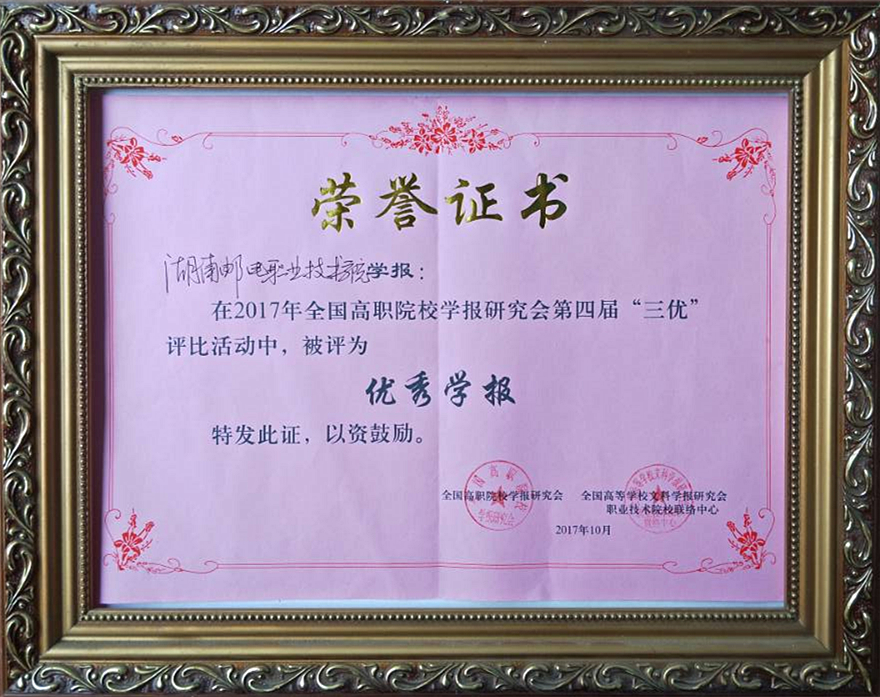 荣誉证书
湖南邮电职业技术学院学报：
在2017年全国高职院校学报研究会第四届“三优”
评比活动中，被评为
优秀学报
特发此证，以资鼓励。
全国高职院校学报研究会
全国高等学校文科学报研究会
职业技术院校联络中心
2017年10月